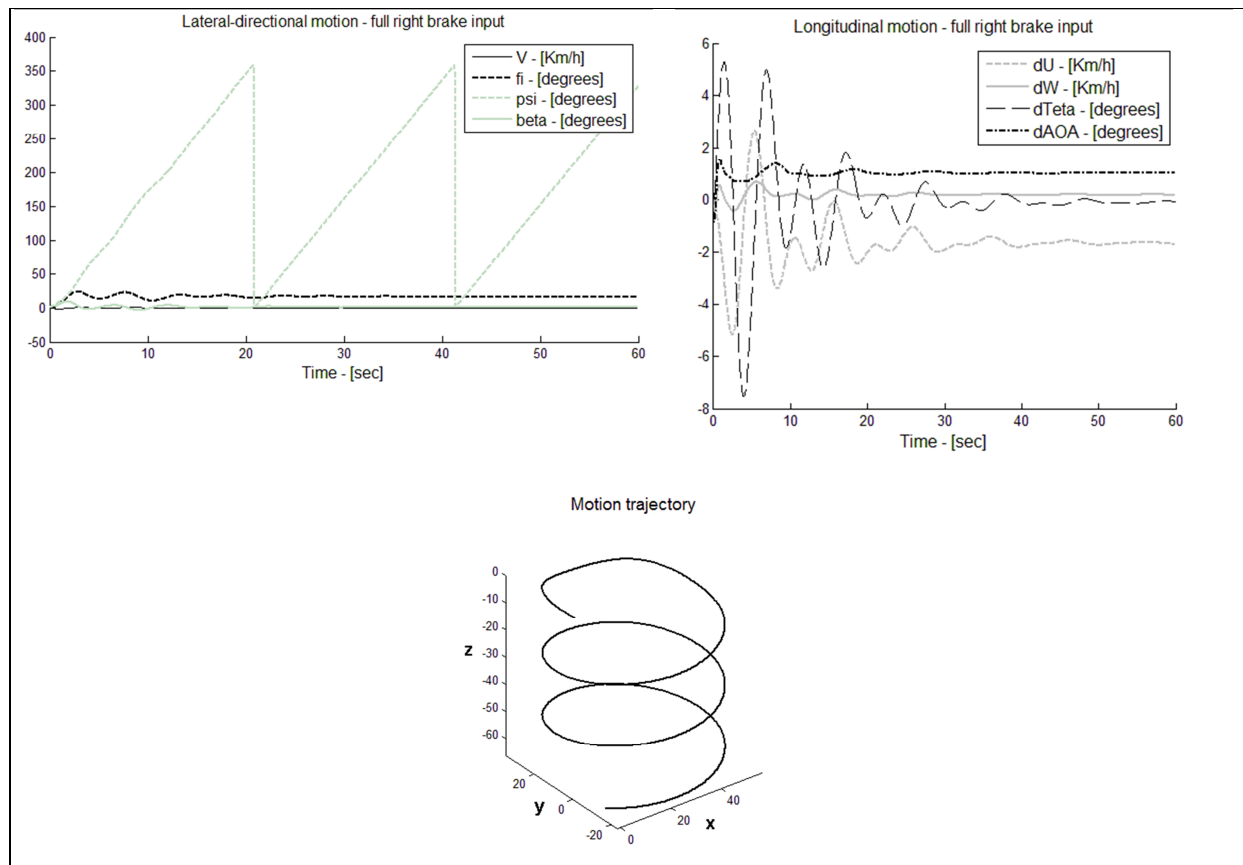 Lateral-directional motion - full right brake input
400
350
300
250
200
150
100
50
0
-50
0
10
20
30
40
50
60
Time - [sec]
V - [Km/h]
fi - [degrees]
psi - [degrees]
beta - [degrees]
Longitudinal motion - full right brake input
6
4
2
0
-2
-4
-6
-8
0
10
20
30
40
50
60
Time - [sec]
dU - [Km/h]
dW - [Km/h]
dTeta - [degrees]
dAOA - [degrees]
Motion trajectory
0
-10
-20
-30
-40
-50
-60
z
20
0
-20
y
0
20
40
x